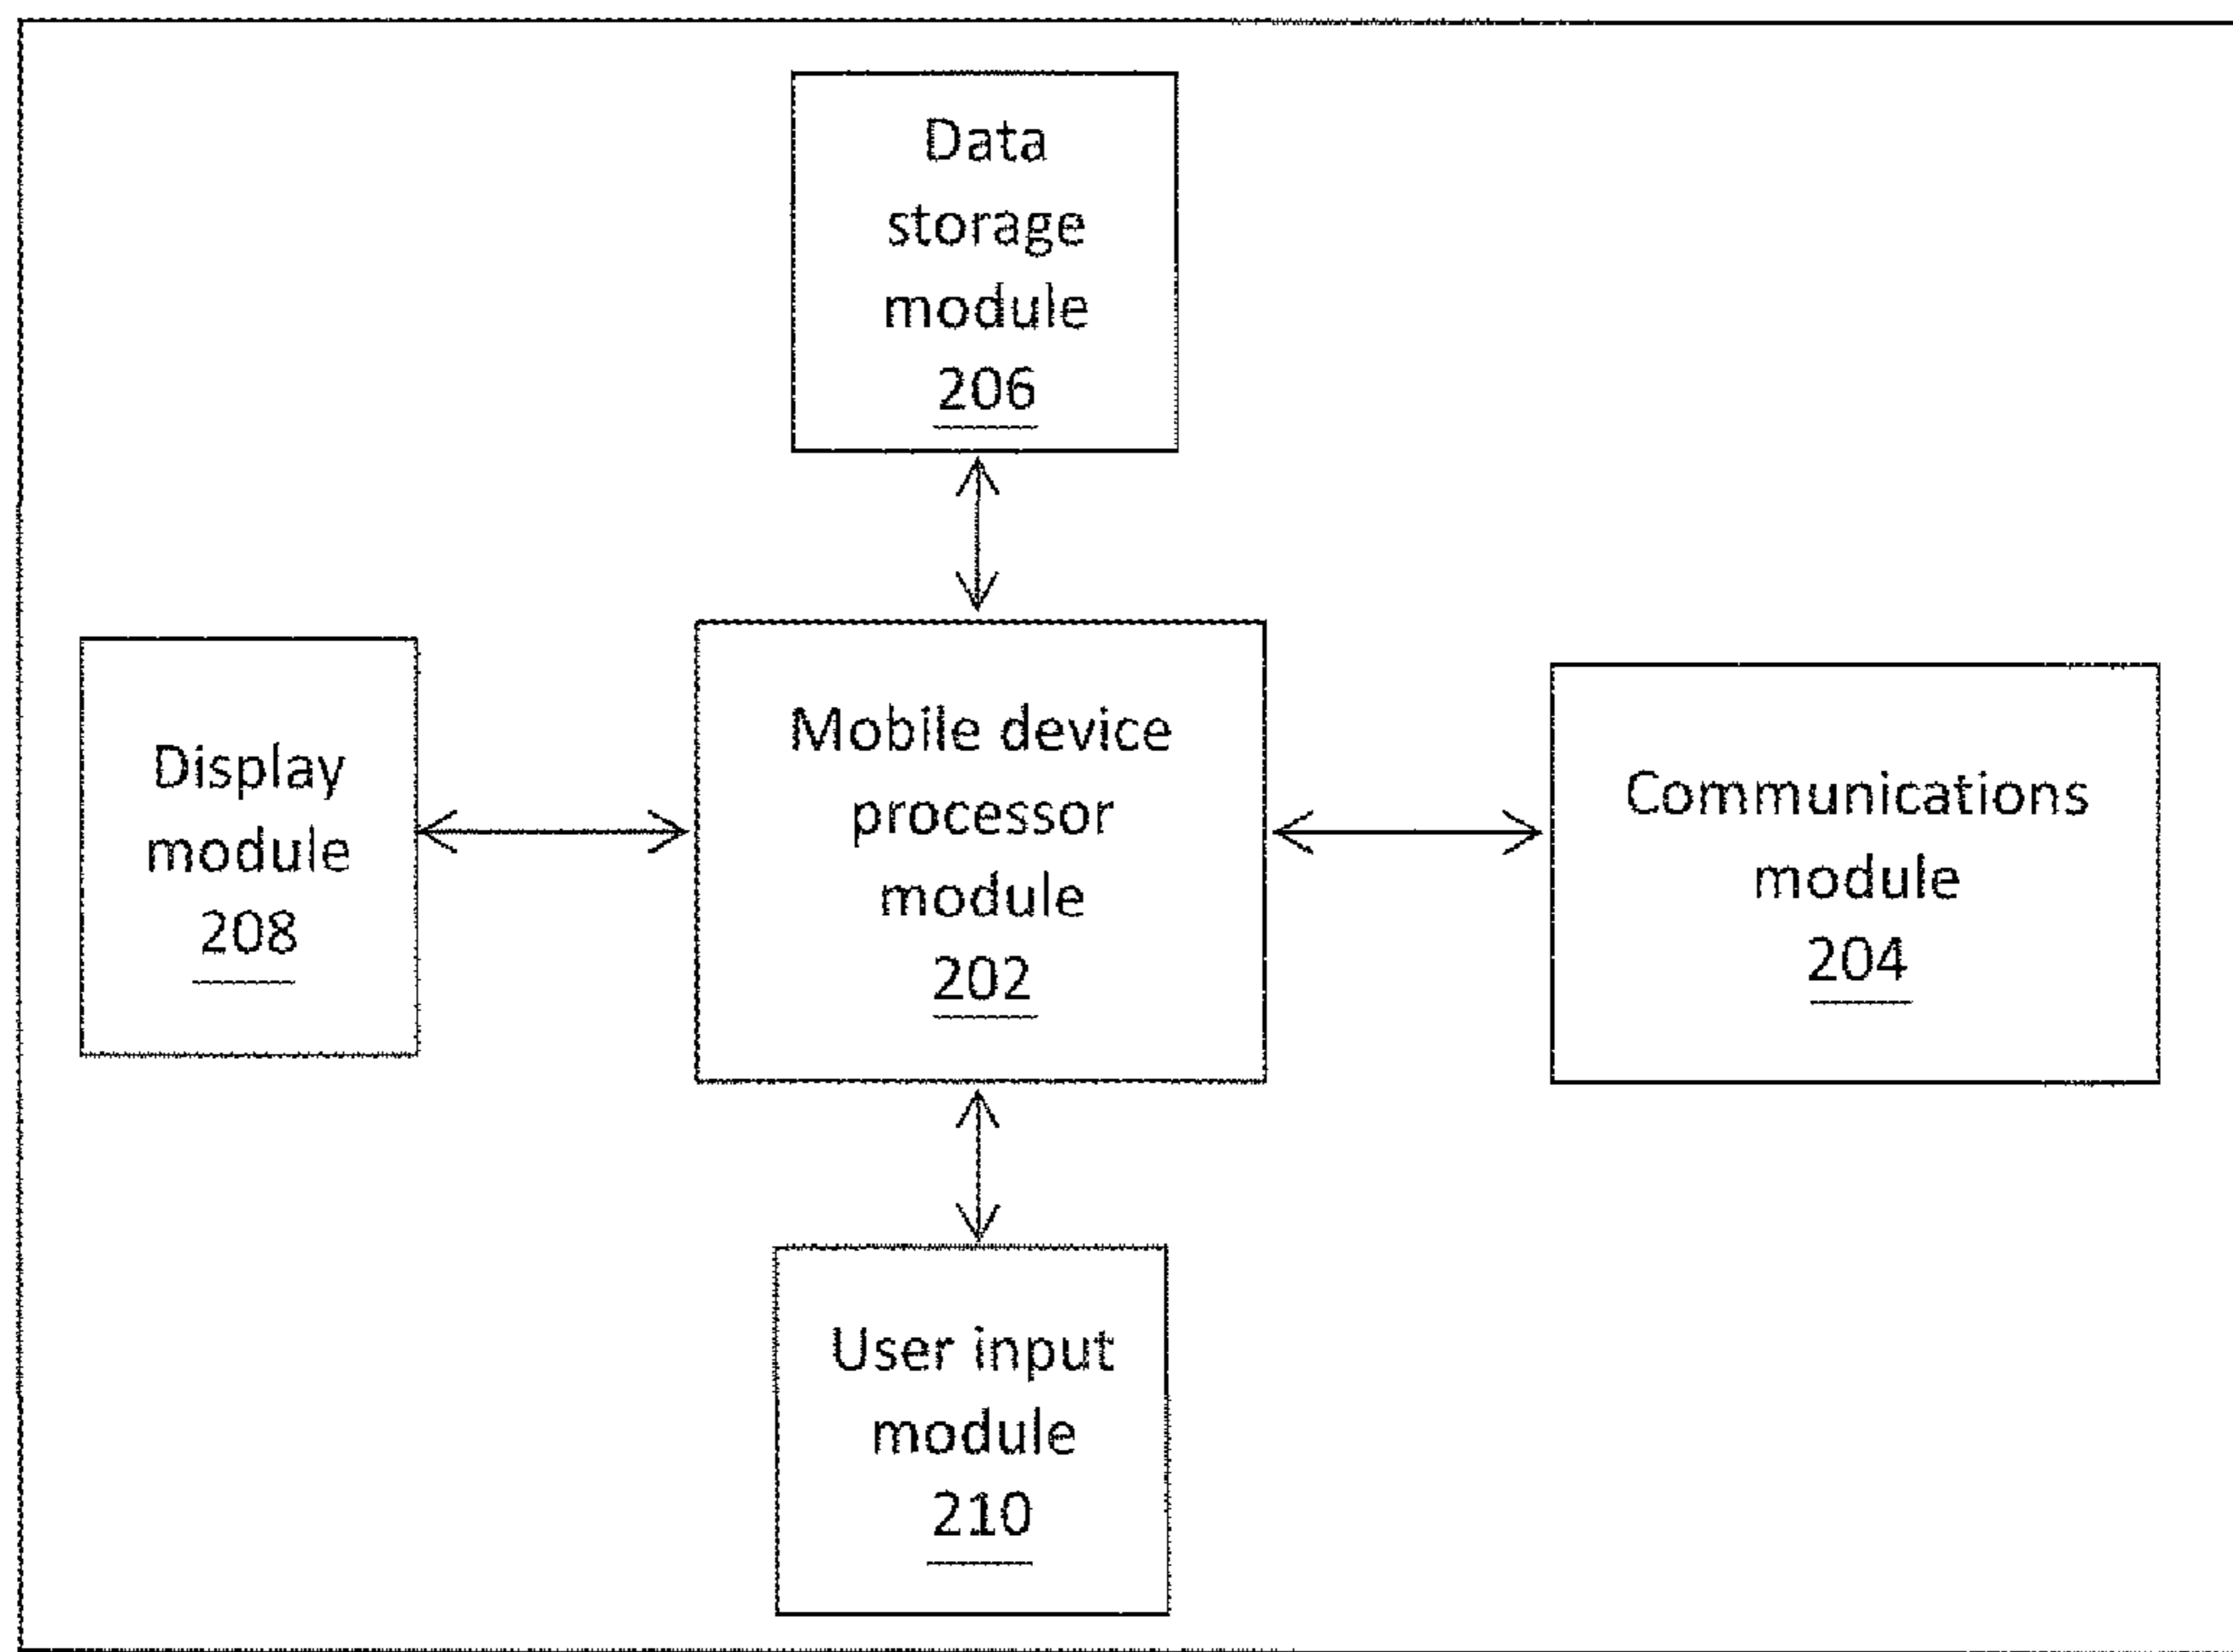 Data
storage
module
206
Display
module
208
Mobile device
processor
module
202
Communications
module
204
User input
module
210